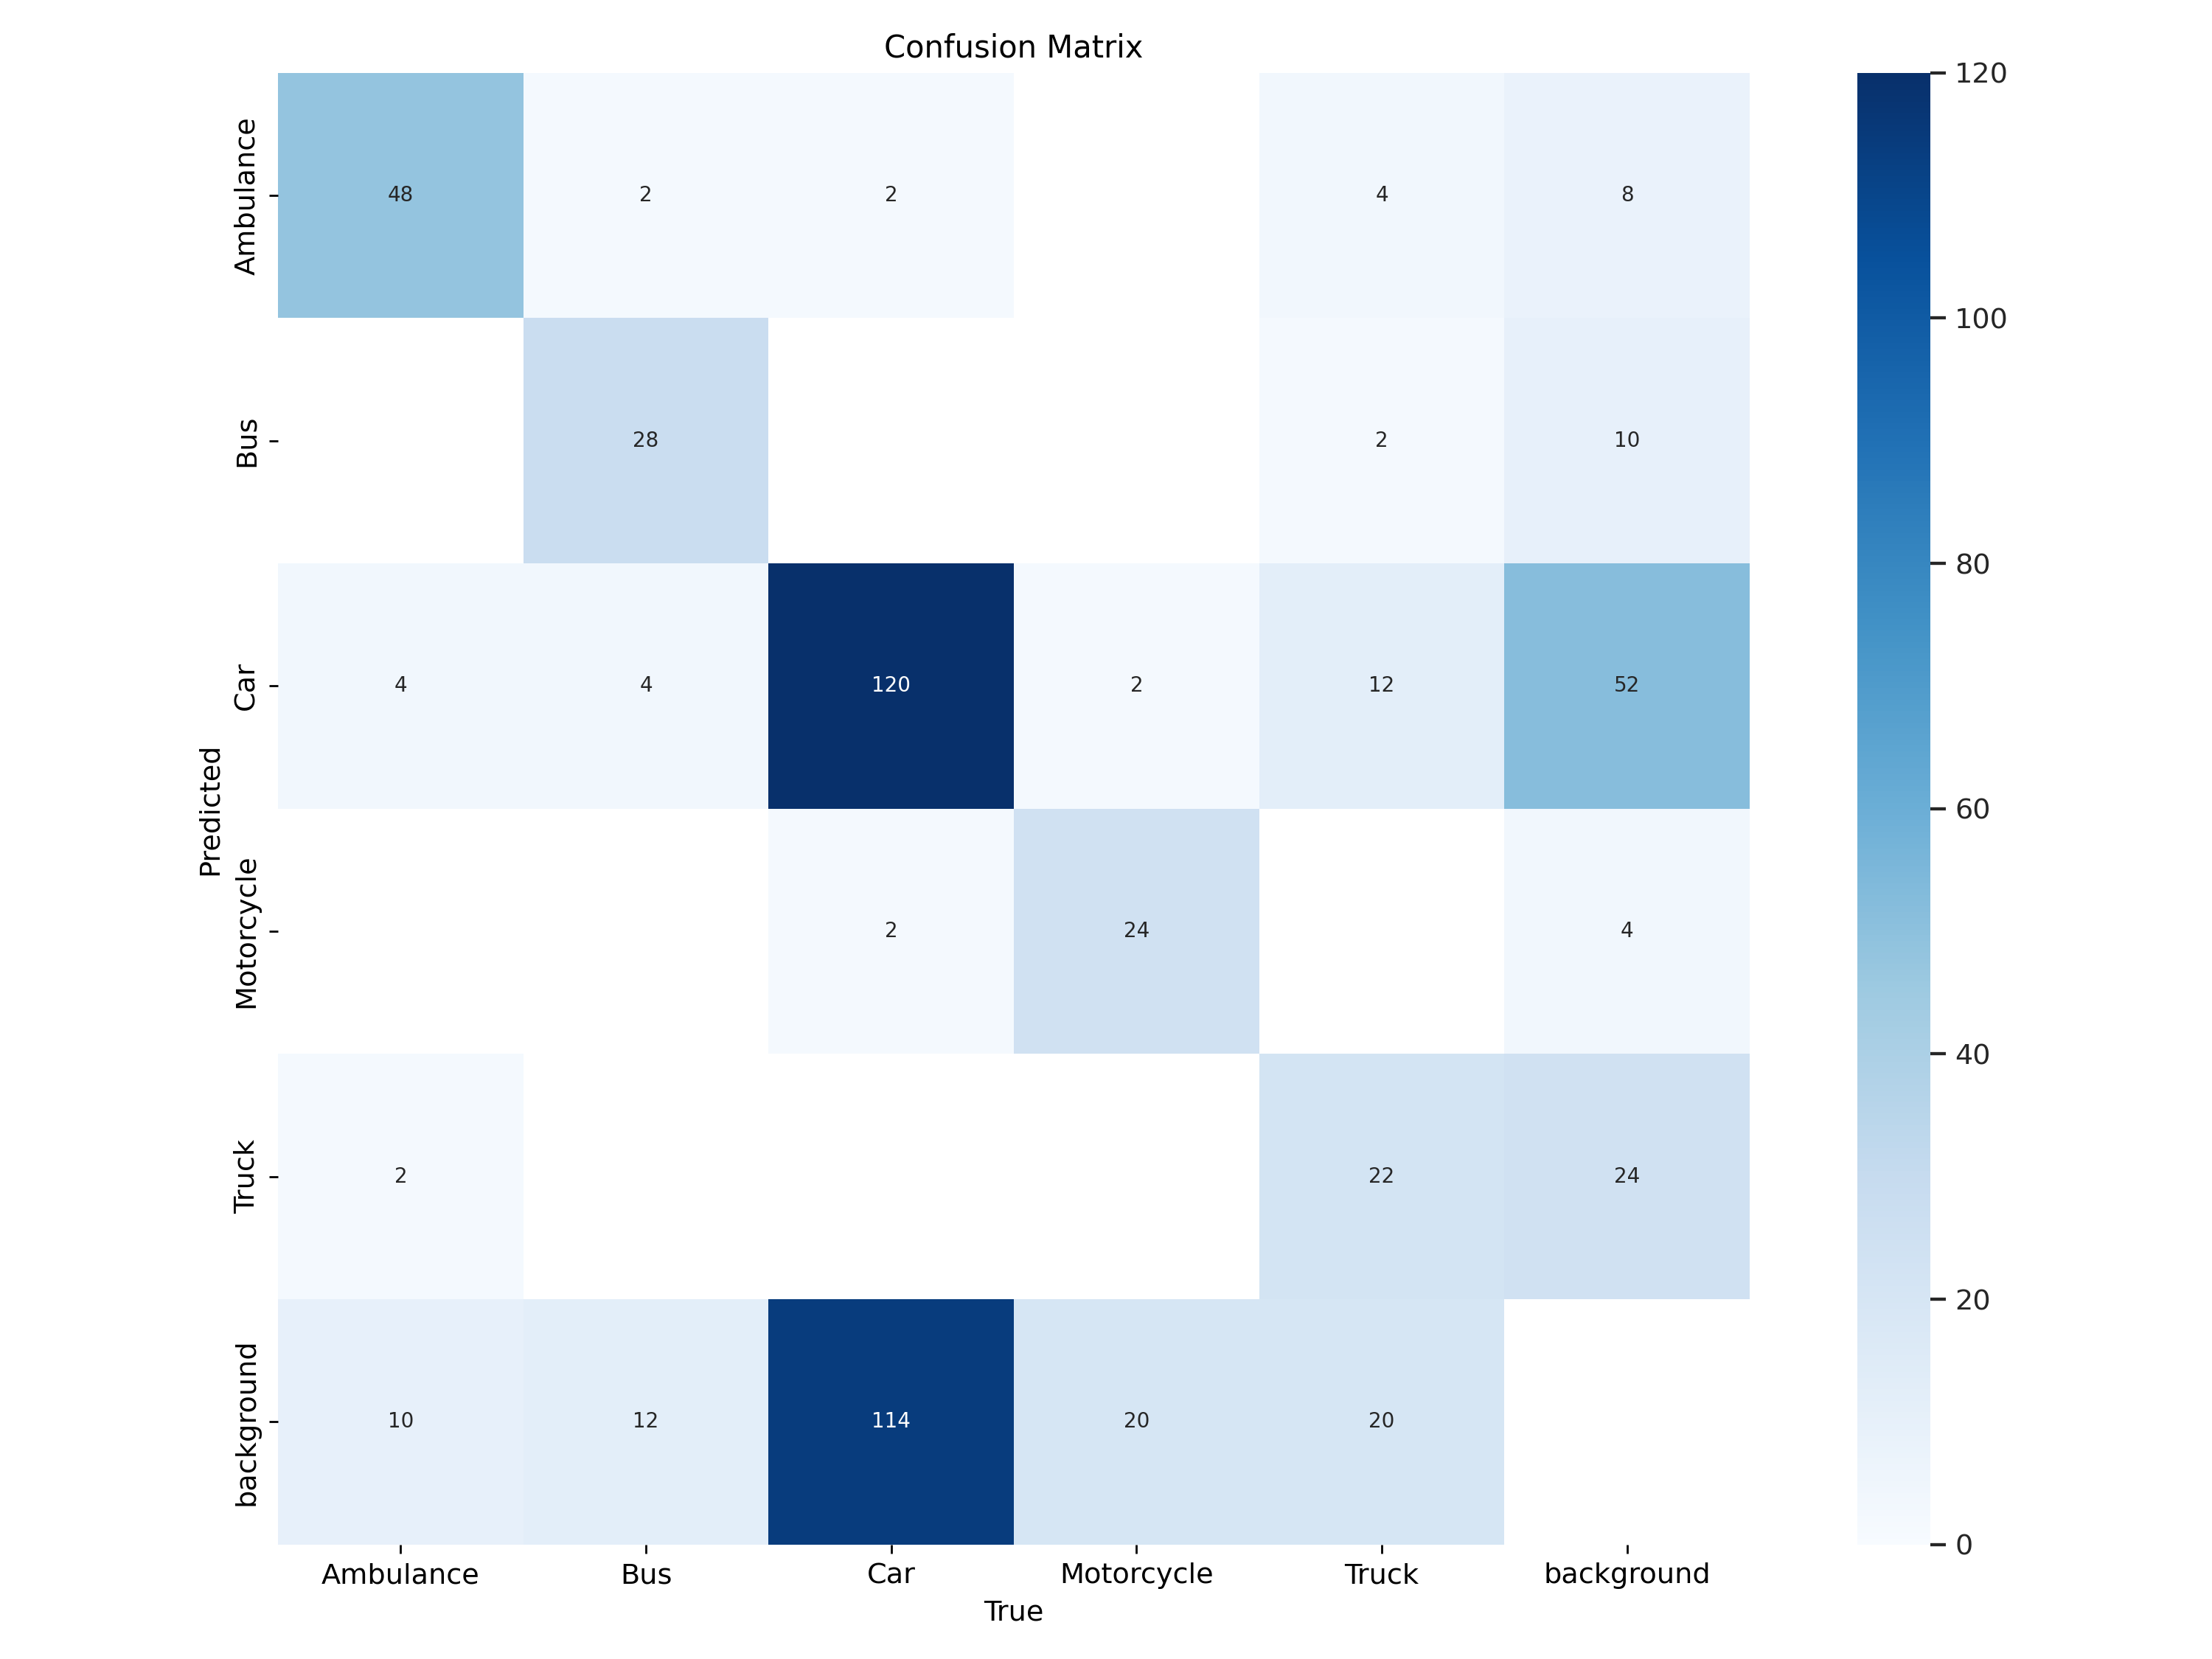 Confusion Matrix
Ambulance 48 2 2 4 8
Bus 28 2 10
Car 4 4 120 2 12 52
Motorcycle 2 24 4
Truck 2 22 24
background 10 12 114 20 20
Predicted
Ambulance Bus Car Motorcycle Truck background
True
120
100
80
60
40
20
0